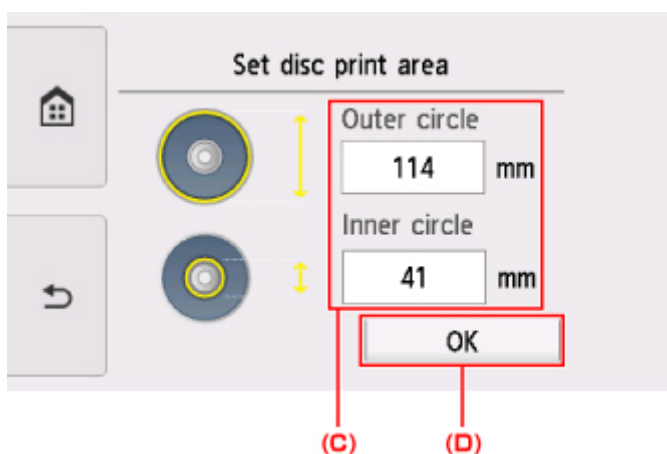 Set disc print area
Outer circle
114 mm
Inner circle
41 mm
OK
(C) (D)